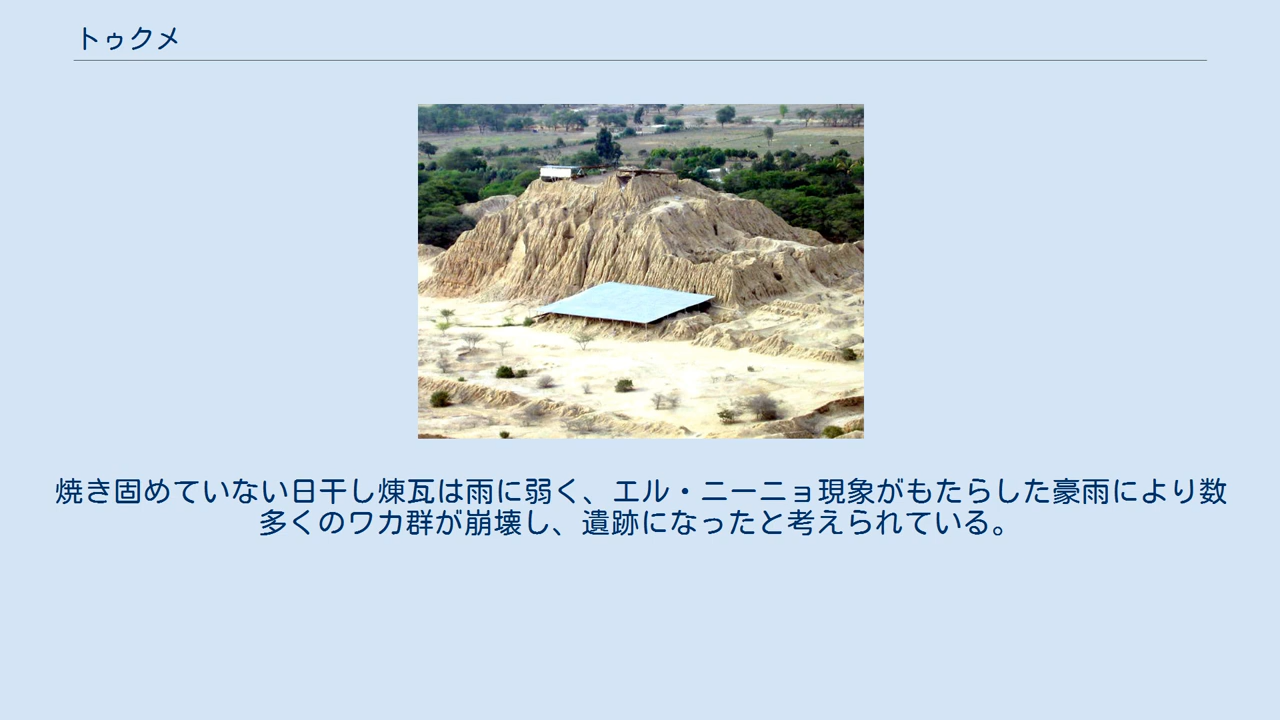 トゥクメ
焼き固めていない日干し煉瓦は雨に弱く、エル・ニーニョ現象がもたらした豪雨により数
多くのワカ群が崩壊し、遺跡になったと考えられている。